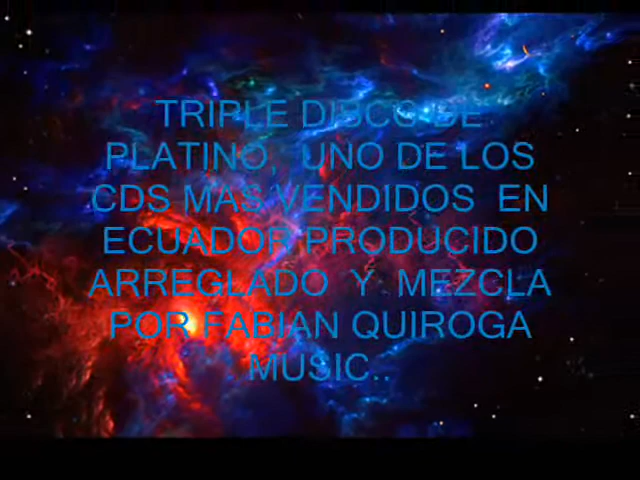 TRIPLE DISCO DE
PLATINO, UNO DE LOS
CDS MAS VENDIDOS EN
ECUADOR PRODUCIDO
ARREGLADO Y MEZCLA
POR FABIAN QUIROGA
MUSIC..